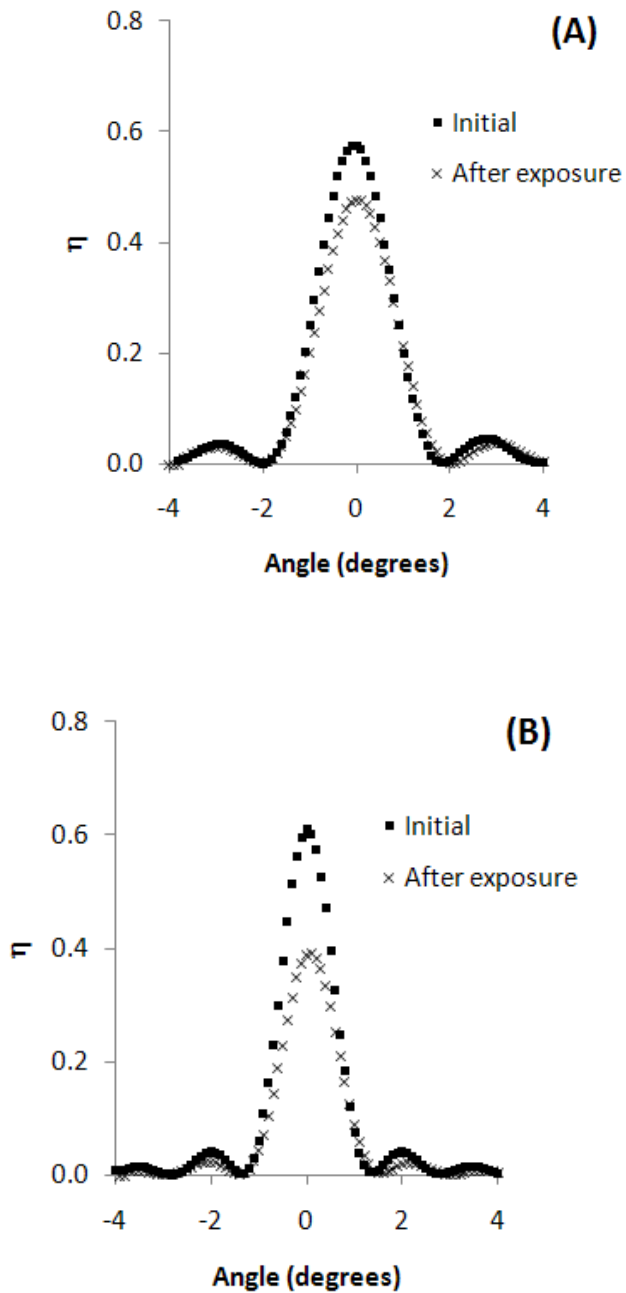 (A)
0.8
0.6
0.4
0.2
0.0
η
Initial
After exposure
-4 -2 0 2 4
Angle (degrees)
(B)
0.8
0.6
0.4
0.2
0.0
η
Initial
After exposure
-4 -2 0 2 4
Angle (degrees)